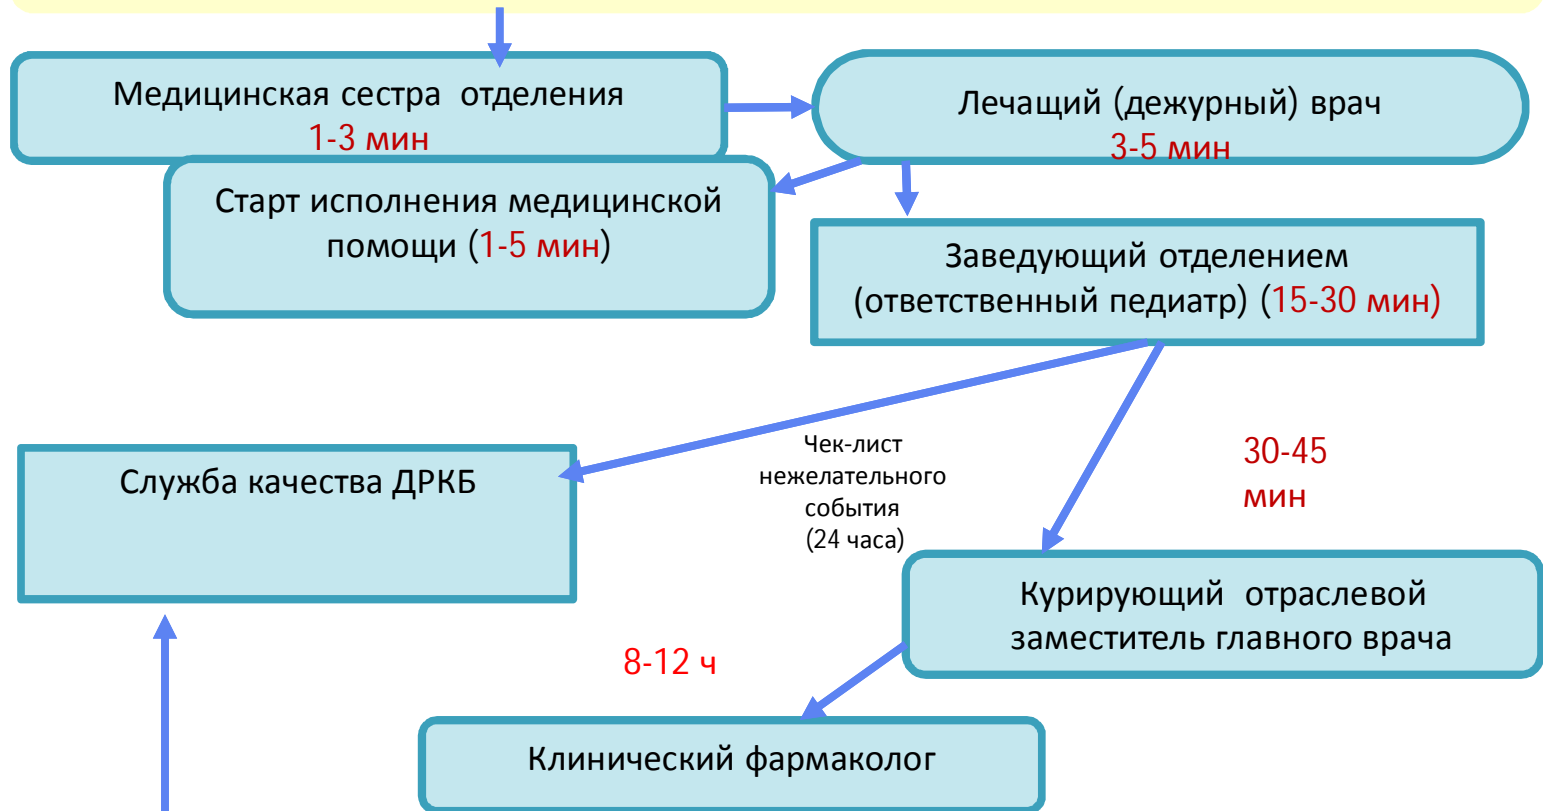 Медицинская сестра отделения
1-3 мин
Лечащий (дежурный) врач
3-5 мин
Старт исполнения медицинской
помощи (1-5 мин)
Заведующий отделением
(ответственный педиатр) (15-30 мин)
Чек-лист
нежелательного
события
(24 часа)
30-45
мин
Служба качества ДРКБ
Курирующий отраслевой
заместитель главного врача
8-12 ч
Клинический фармаколог